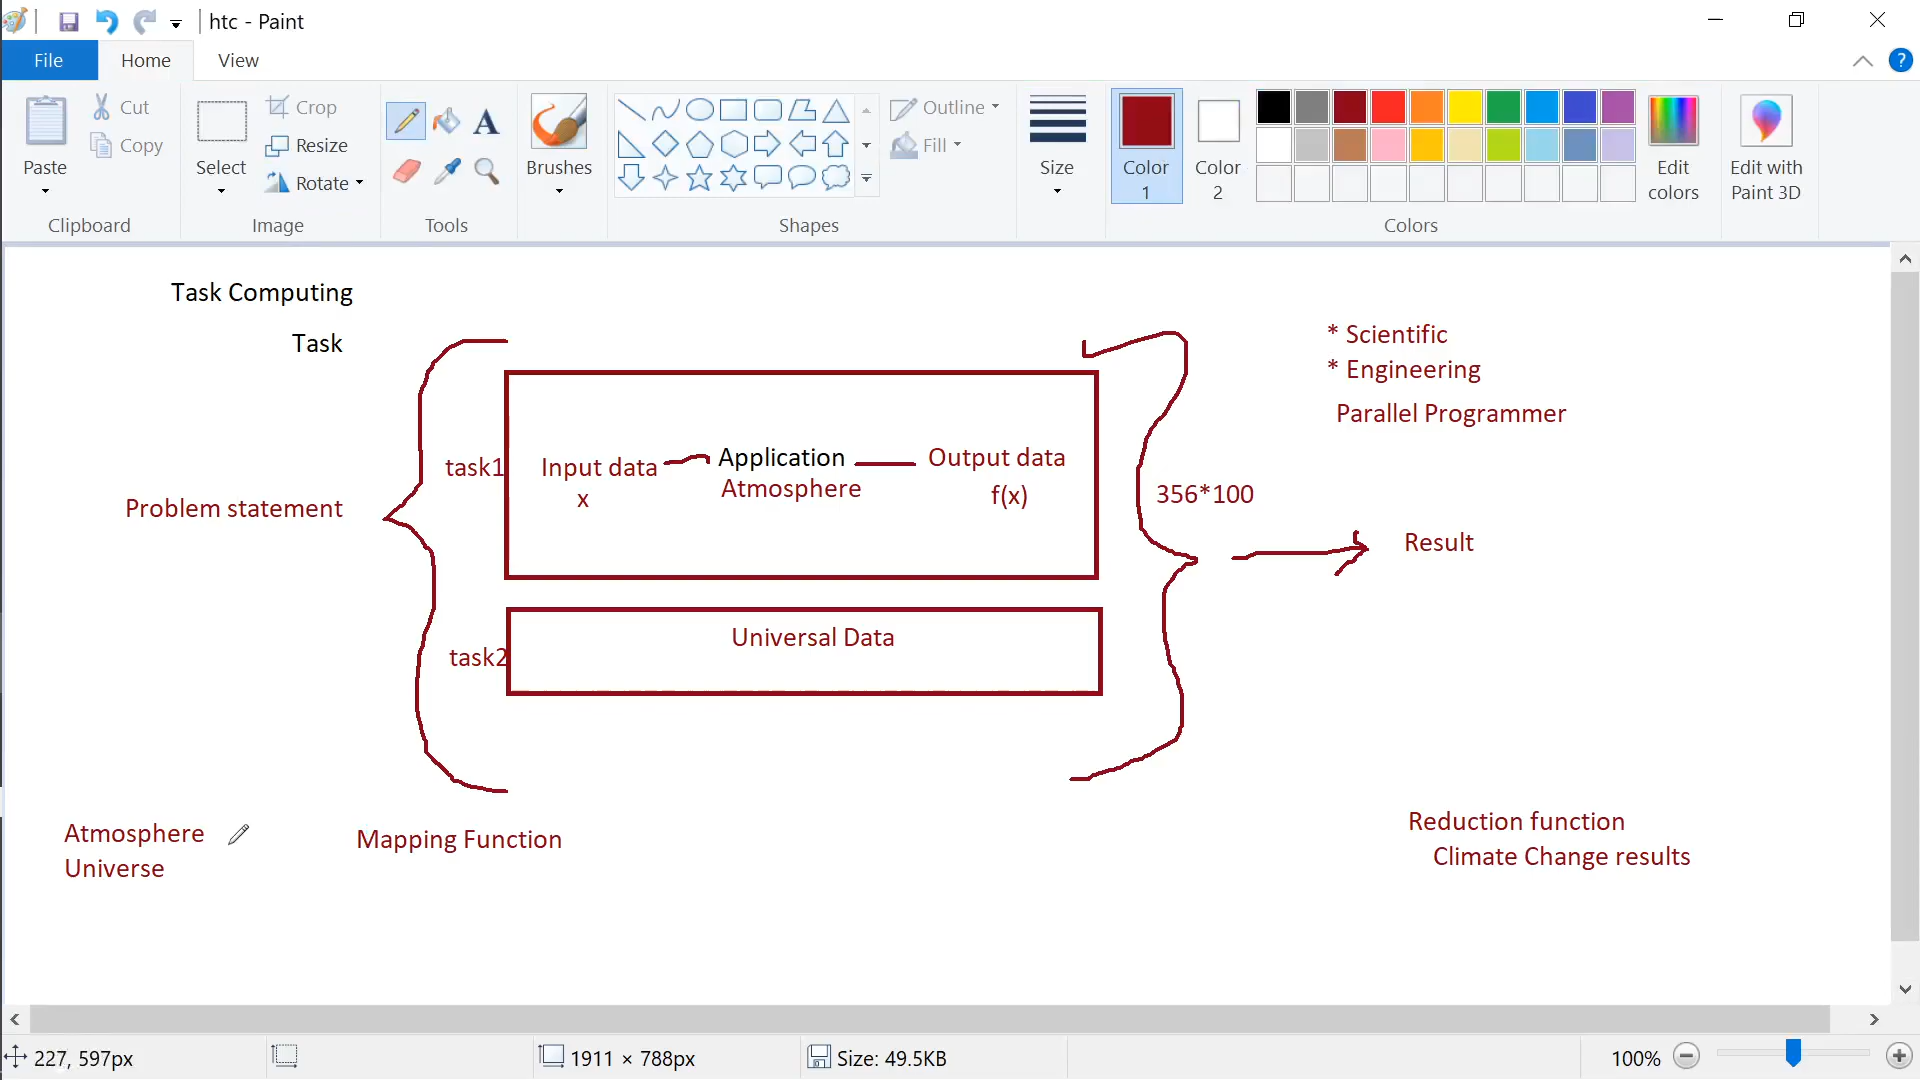 htc - Paint
File Home View
Paste Cut Copy Clipboard
Select Crop Resize Rotate Image
A
Tools
Brushes
Outline Fill Shapes
Size
Color 1
Color 2
Edit colors
Colors
Edit with Paint 3D
?
Task Computing
Task
* Scientific
* Engineering
Parallel Programmer
task1 Input data Application Output data
x Atmosphere f(x)
356*100
Problem statement
Result
Universal Data
task2
Atmosphere
Universe
Mapping Function
Reduction function
Climate Change results
227, 597px 1911 × 788px Size: 49.5KB 100%